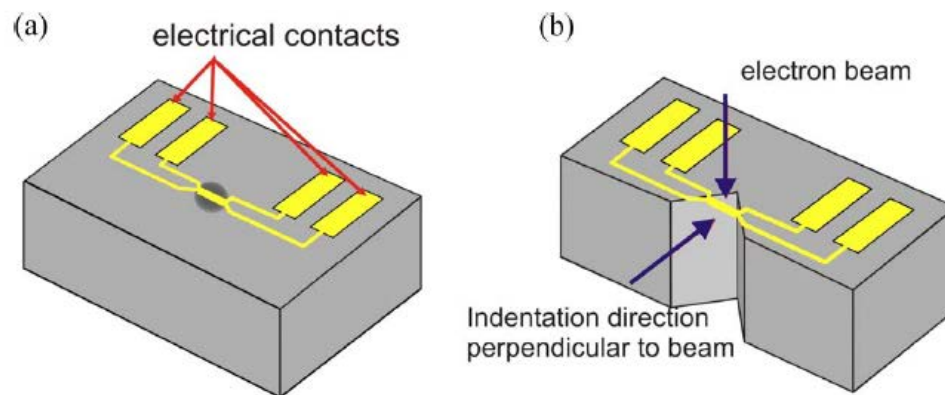 (a)
electrical contacts
(b)
electron beam
Indentation direction
perpendicular to beam